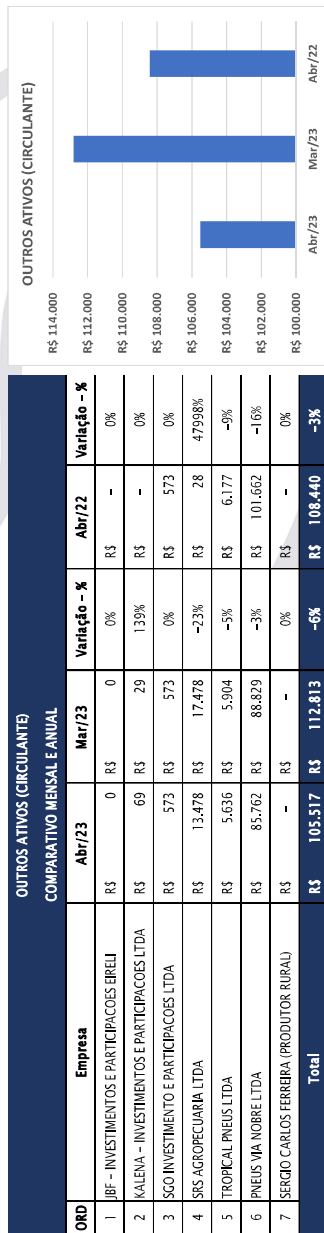 OUTROS ATIVOS (CIRCULANTE)
COMPARATIVO MENSAL E ANUAL
ORD Empresa Abr/23 Mar/23 Variação – % Abr/22 Variação – %
1 JBF – INVESTIMENTOS E PARTICIPACOES EIRELI R$ 0 R$ 0 0% R$ – 0%
2 KALENA – INVESTIMENTOS E PARTICIPACOES LTDA R$ 69 R$ 29 139% R$ – 0%
3 SGO INVESTIMENTO E PARTICIPACOES LTDA R$ 573 R$ 573 0% R$ 573 0%
4 SRS AGROPECUARIA LTDA R$ 13.478 R$ 17.478 –23% R$ 28 47998%
5 TROPICAL PNEUS LTDA R$ 5.636 R$ 5.904 –5% R$ 6.177 –9%
6 PNEUS VIA NOBRE LTDA R$ 85.762 R$ 88.829 –3% R$ 101.662 –16%
7 SERGIO CARLOS FERREIRA (PRODUTOR RURAL) R$ – R$ – 0% R$ – 0%
Total R$ 105.517 R$ 112.813 –6% R$ 108.440 –3%
OUTROS ATIVOS (CIRCULANTE)
R$ 114.000
R$ 112.000
R$ 110.000
R$ 108.000
R$ 106.000
R$ 104.000
R$ 102.000
R$ 100.000
Abr/23 Mar/23 Abr/22